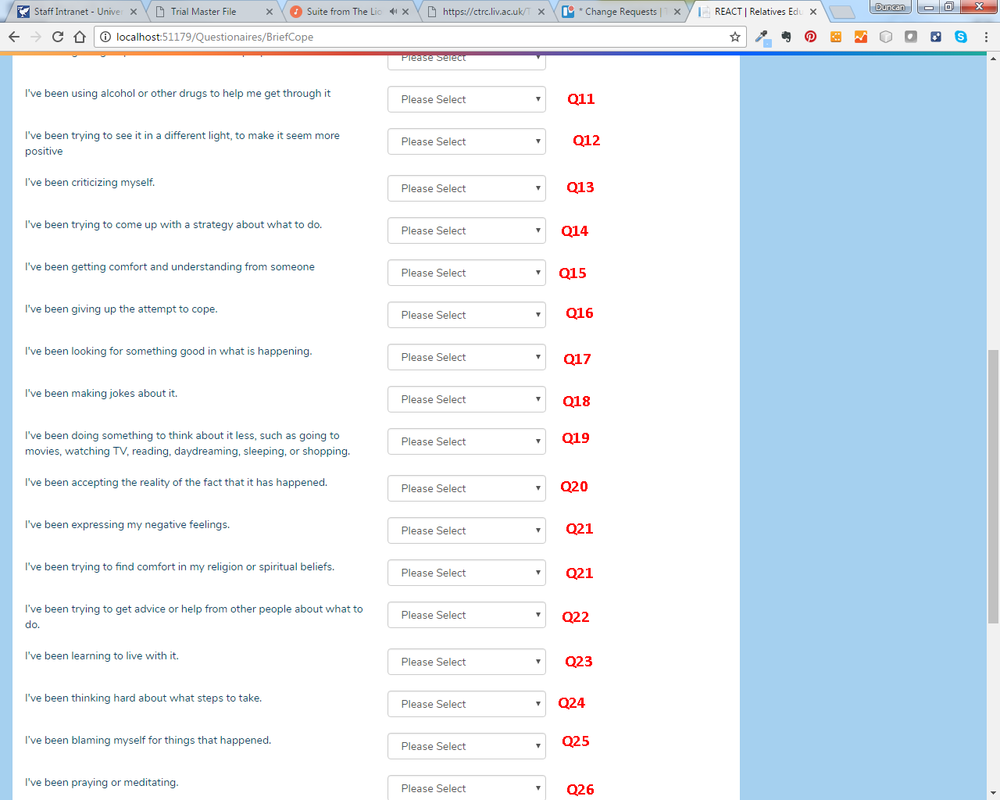 Staff Intranet - Univer
Trial Master File
Suite from The Lio
https://ctrc.liv.ac.uk/T
* Change Requests | T
REACT | Relatives Edu
Duncan
localhost:51179/Questionaires/BriefCope
Please Select
I've been using alcohol or other drugs to help me get through it Please Select Q11
I've been trying to see it in a different light, to make it seem more
positive Please Select Q12
I've been criticizing myself. Please Select Q13
I've been trying to come up with a strategy about what to do. Please Select Q14
I've been getting comfort and understanding from someone Please Select Q15
I've been giving up the attempt to cope. Please Select Q16
I've been looking for something good in what is happening. Please Select Q17
I've been making jokes about it. Please Select Q18
I've been doing something to think about it less, such as going to
movies, watching TV, reading, daydreaming, sleeping, or shopping. Please Select Q19
I've been accepting the reality of the fact that it has happened. Please Select Q20
I've been expressing my negative feelings. Please Select Q21
I've been trying to find comfort in my religion or spiritual beliefs. Please Select Q21
I've been trying to get advice or help from other people about what to
do. Please Select Q22
I've been learning to live with it. Please Select Q23
I've been thinking hard about what steps to take. Please Select Q24
I've been blaming myself for things that happened. Please Select Q25
I've been praying or meditating. Please Select Q26